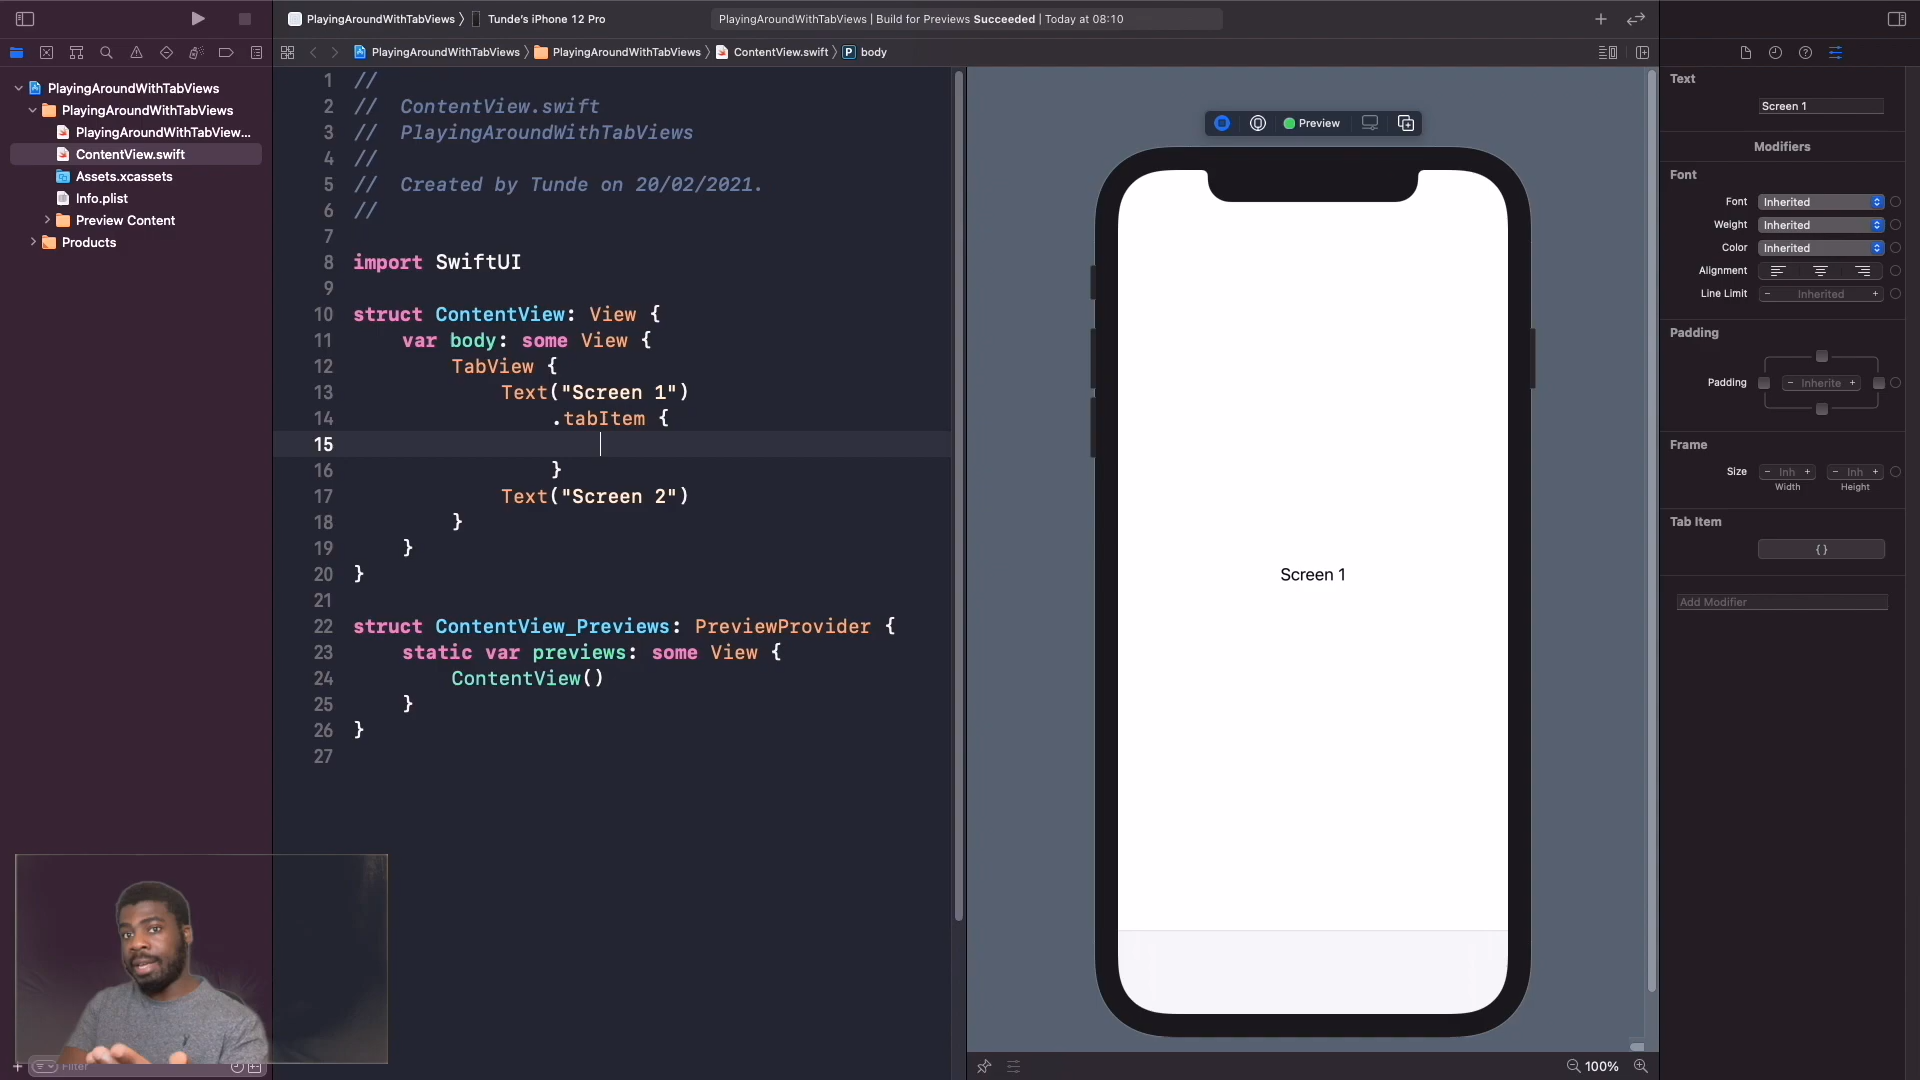 PlayingAroundWithTabViews 〉 Tunde's iPhone 12 Pro
PlayingAroundWithTabViews | Build for Previews Succeeded | Today at 08:10
PlayingAroundWithTabViews 〉 PlayingAroundWithTabViews 〉 ContentView.swift 〉 P body
PlayingAroundWithTabViews
PlayingAroundWithTabViews
PlayingAroundWithTabView...
ContentView.swift
Assets.xcassets
Info.plist
Preview Content
Products
Filter
1 //
2 //  ContentView.swift
3 //  PlayingAroundWithTabViews
4 //
5 //  Created by Tunde on 20/02/2021.
6 //
7
8 import SwiftUI
9
10 struct ContentView: View {
11     var body: some View {
12         TabView {
13             Text("Screen 1")
14                 .tabItem {
15
16                 }
17             Text("Screen 2")
18         }
19     }
20 }
21
22 struct ContentView_Previews: PreviewProvider {
23     static var previews: some View {
24         ContentView()
25     }
26 }
27
Preview
Screen 1
100%
Text
Screen 1
Modifiers
Font
Font Inherited
Weight Inherited
Color Inherited
Alignment
Line Limit − Inherited +
Padding
Padding − Inherite +
Frame
Size − Inh + − Inh +
Width Height
Tab Item
{ }
Add Modifier